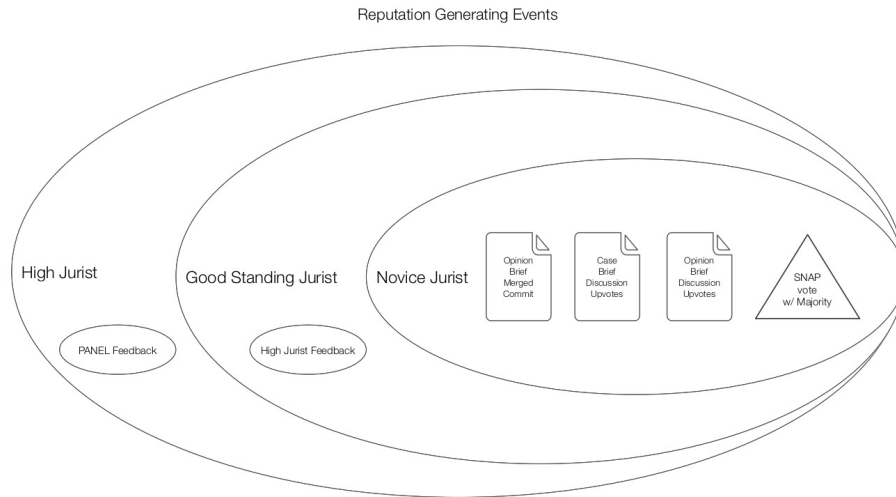 Reputation Generating Events
High Jurist
Good Standing Jurist
Novice Jurist
Opinion
Brief
Merged
Commit
Case
Brief
Discussion
Upvotes
Opinion
Brief
Discussion
Upvotes
SNAP
vote
w/ Majority
PANEL Feedback
High Jurist Feedback